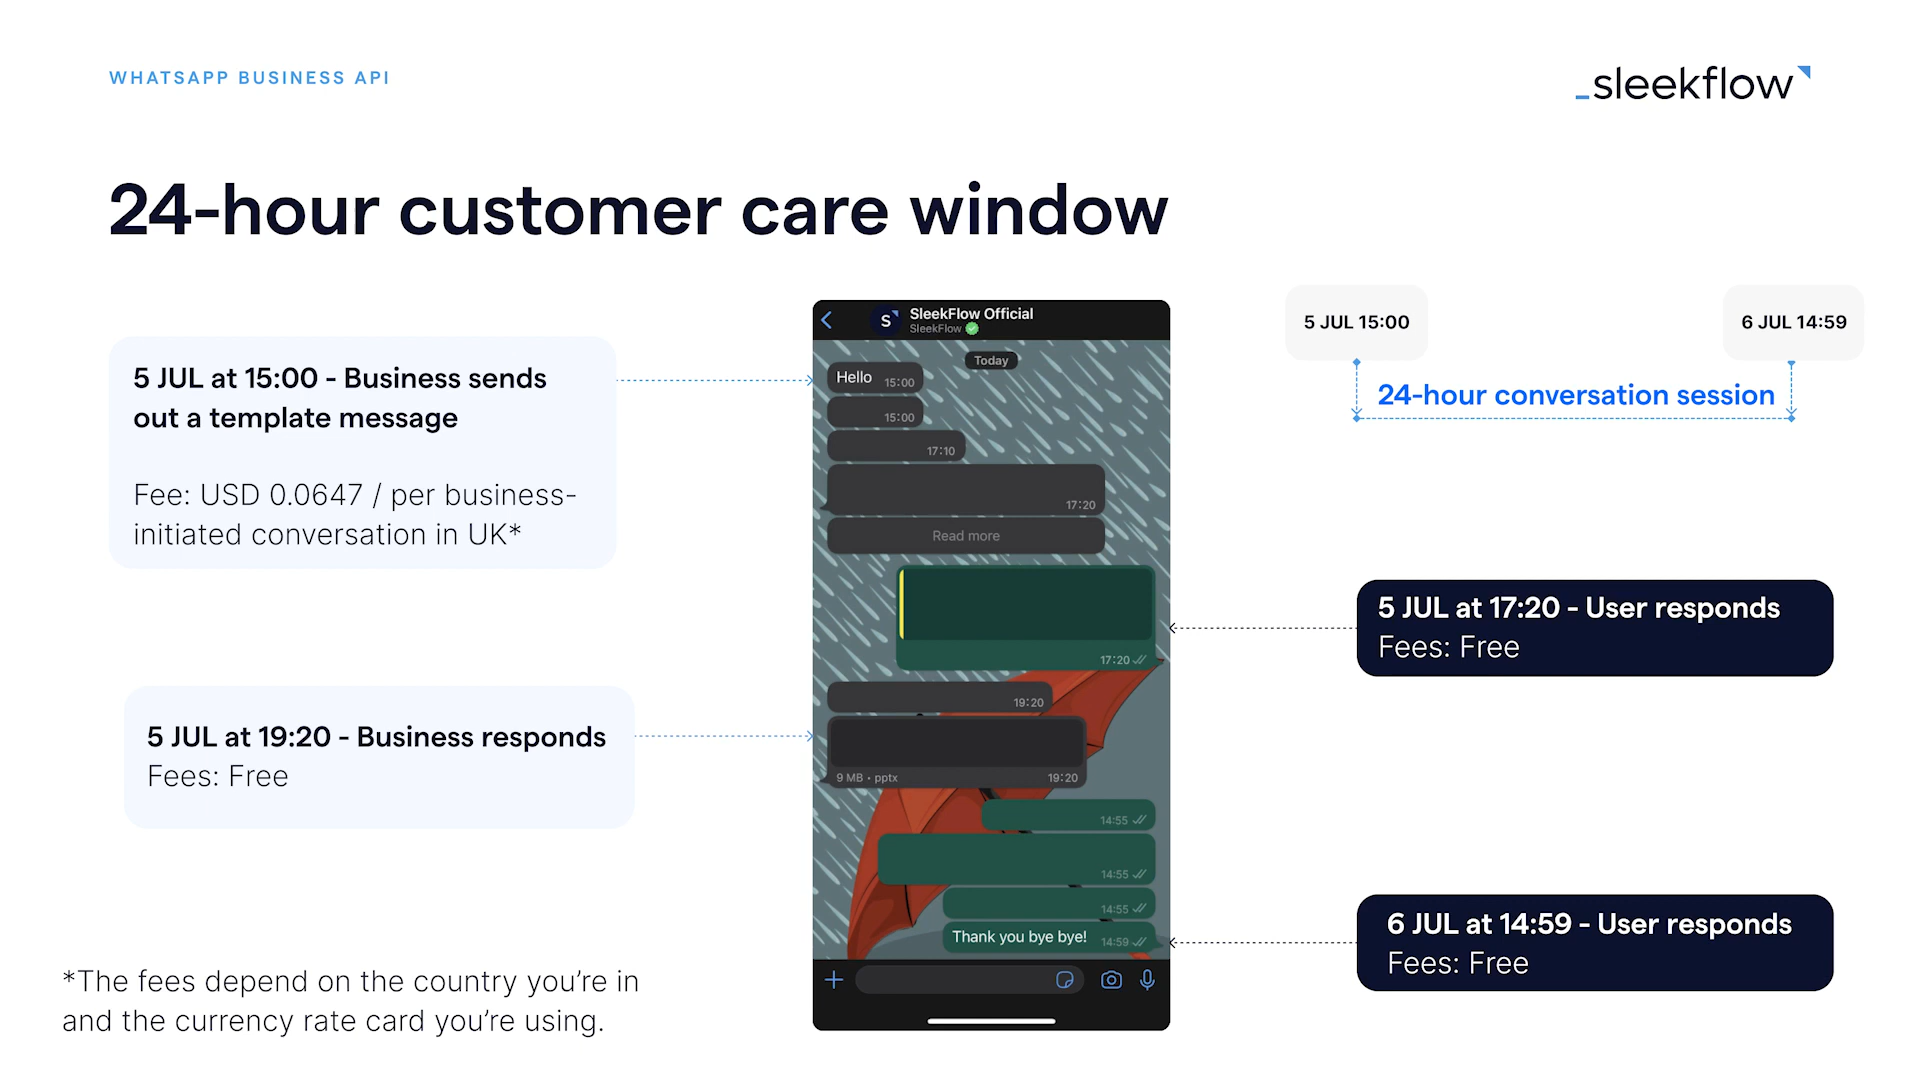 WHATSAPP BUSINESS API
_sleekflow
24-hour customer care window
5 JUL at 15:00 - Business sends
out a template message
Fee: USD 0.0647 / per business-
initiated conversation in UK*
5 JUL at 19:20 - Business responds
Fees: Free
*The fees depend on the country you’re in
and the currency rate card you’re using.
S
SleekFlow Official
SleekFlow
Today
Hello 15:00
15:00
17:10
17:20
Read more
17:20
19:20
9 MB • pptx 19:20
14:55
14:55
14:55
Thank you bye bye! 14:59
5 JUL 15:00
6 JUL 14:59
24-hour conversation session
5 JUL at 17:20 - User responds
Fees: Free
6 JUL at 14:59 - User responds
Fees: Free